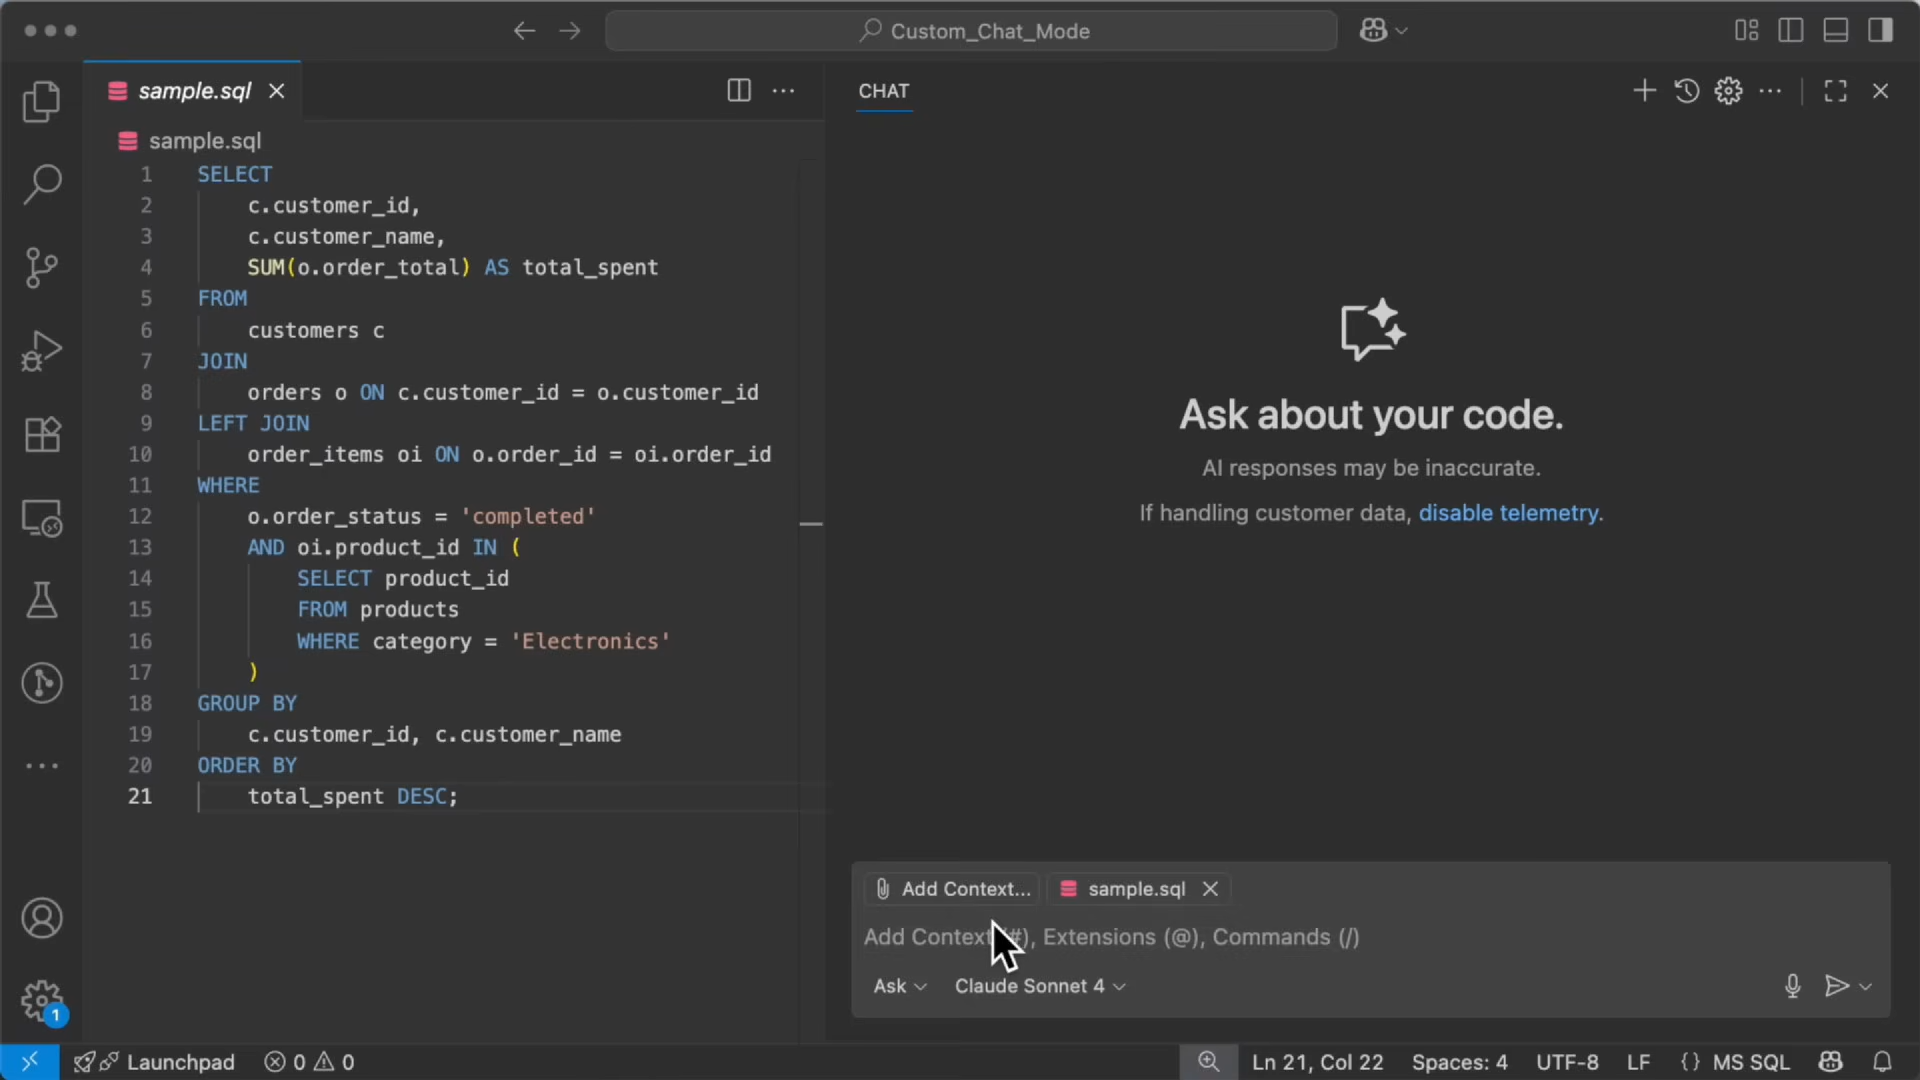 Custom_Chat_Mode
sample.sql
CHAT
sample.sql
1 SELECT
2 c.customer_id,
3 c.customer_name,
4 SUM(o.order_total) AS total_spent
5 FROM
6 customers c
7 JOIN
8 orders o ON c.customer_id = o.customer_id
9 LEFT JOIN
10 order_items oi ON o.order_id = oi.order_id
11 WHERE
12 o.order_status = 'completed'
13 AND oi.product_id IN (
14 SELECT product_id
15 FROM products
16 WHERE category = 'Electronics'
17 )
18 GROUP BY
19 c.customer_id, c.customer_name
20 ORDER BY
21 total_spent DESC;
Ask about your code.
AI responses may be inaccurate.
If handling customer data, disable telemetry.
Add Context... sample.sql
Add Context (#), Extensions (@), Commands (/)
Ask Claude Sonnet 4
1
Launchpad 0 0 Ln 21, Col 22 Spaces: 4 UTF-8 LF {} MS SQL